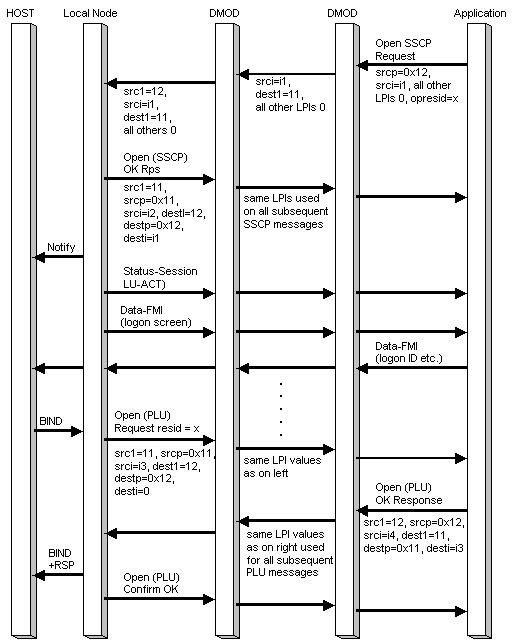 HOST
Local Node
DMOD
DMOD
Application
Open SSCP
Request
srcp=0x12,
srci=i1, all other
LPIs 0, opresid=x
srci=i1,
dest1=11,
all other LPIs 0
src1=12,
srci=i1
dest1=11,
all others 0
Open (SSCP)
OK Rps
src1=11,
srcp=0x11,
srci=i2, destl=12,
destp=0x12,
desti=i1
same LPIs used
on all subsequent
SSCP messages
Notify
Status-Session
LU-ACT)
Data-FMI
(logon screen)
Data-FMI
(logon ID etc.)
BIND
Open (PLU)
Request resid = x
src1=11, srcp=0x11,
srci=i3, dest1=12,
destp=0x12,
desti=0
same LPI values
as on left
Open (PLU)
OK Response
src1=12, srcp=0x12,
srci=i4, dest1=11,
destp=0x11, desti=i3
same LPI values
as on right used
for all subsequent
PLU messages
BIND
+RSP
Open (PLU)
Confirm OK